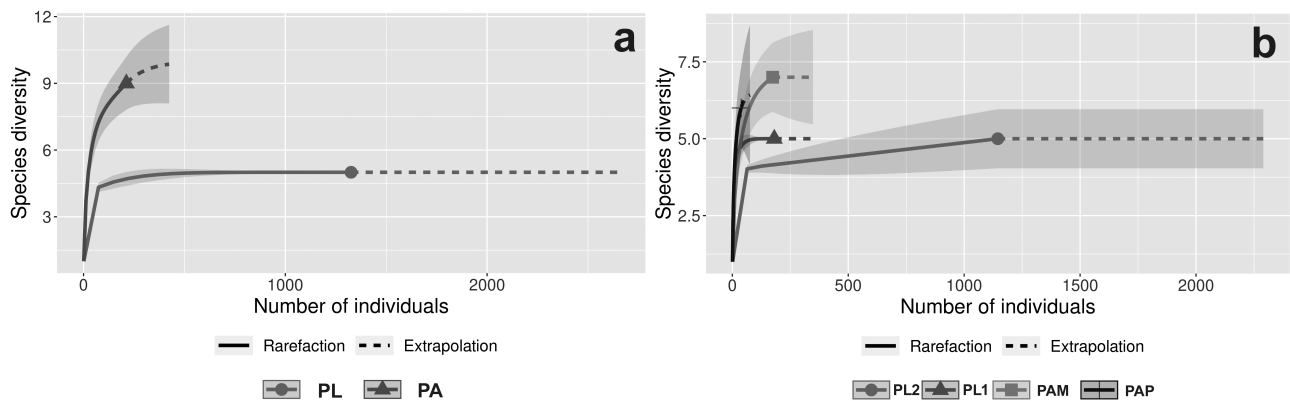 a
Species diversity
12
9
6
3
0
1000
2000
Number of individuals
Rarefaction
Extrapolation
PL
PA
b
Species diversity
7.5
5.0
2.5
0
500
1000
1500
2000
Number of individuals
Rarefaction
Extrapolation
PL2
PL1
PAM
PAP